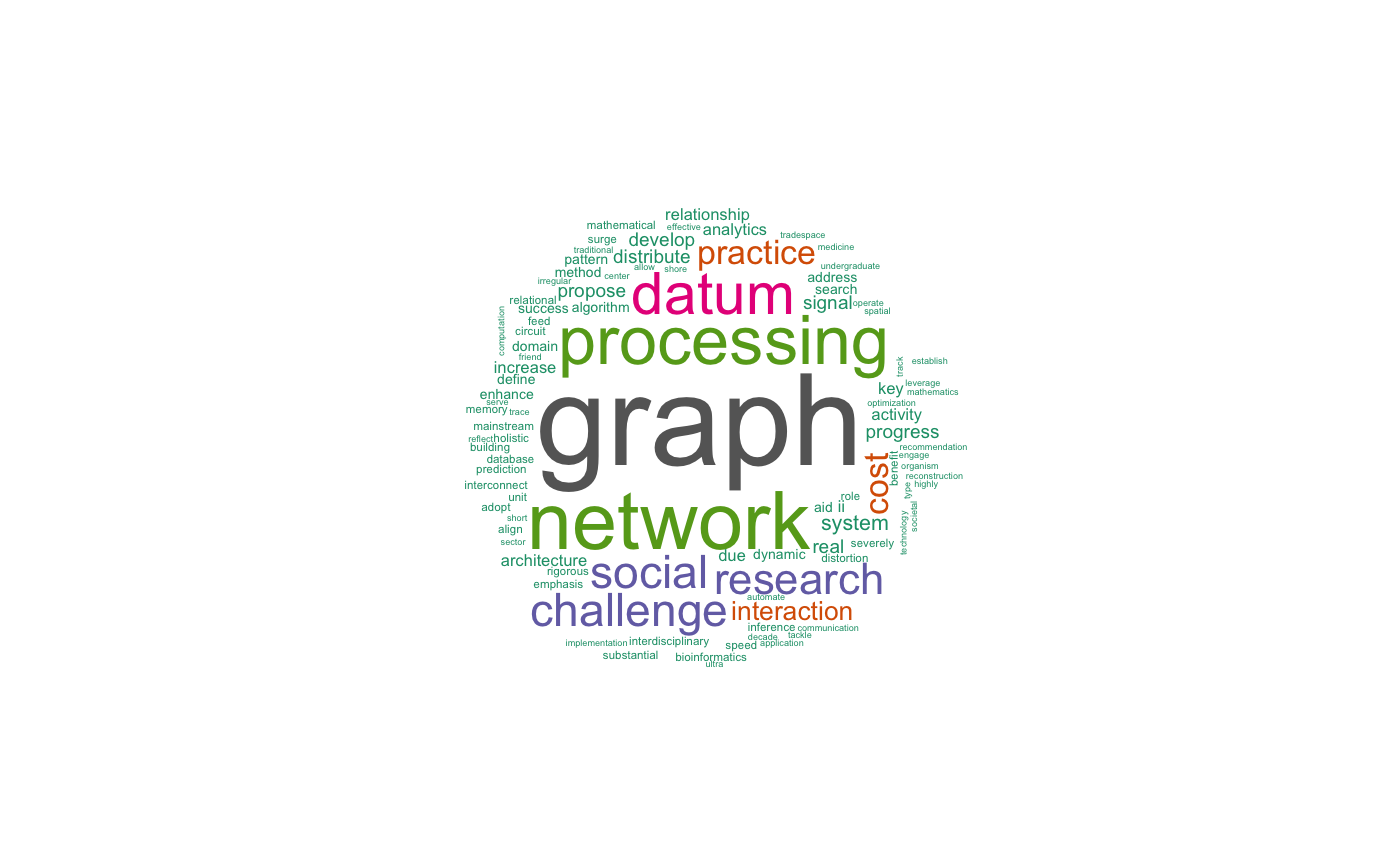 relationship
mathematical
effective
analytics
surge
develop
tradespace
traditional
practice
medicine
pattern
distribute
method
center
allow
shore
undergraduate
irregular
propose
datum
address
search
relational
success
algorithm
signal
operate
spatial
feed
circuit
computation
processing
domain
friend
increase
define
track
establish
enhance
serve
key
leverage
mathematics
memory
trace
graph
optimization
activity
mainstream
progress
reflect
holistic
building
recommendation
database
engage
prediction
cost
benefit
organism
reconstruction
interconnect
type
highly
unit
role
adopt
network
aid
ii
short
system
societal
align
technology
sector
real
severely
due
dynamic
distortion
architecture
social
research
rigorous
emphasis
automate
challenge
interaction
inference
communication
decade
tackle
implementation
interdisciplinary
speed
application
substantial
bioinformatics
ultra